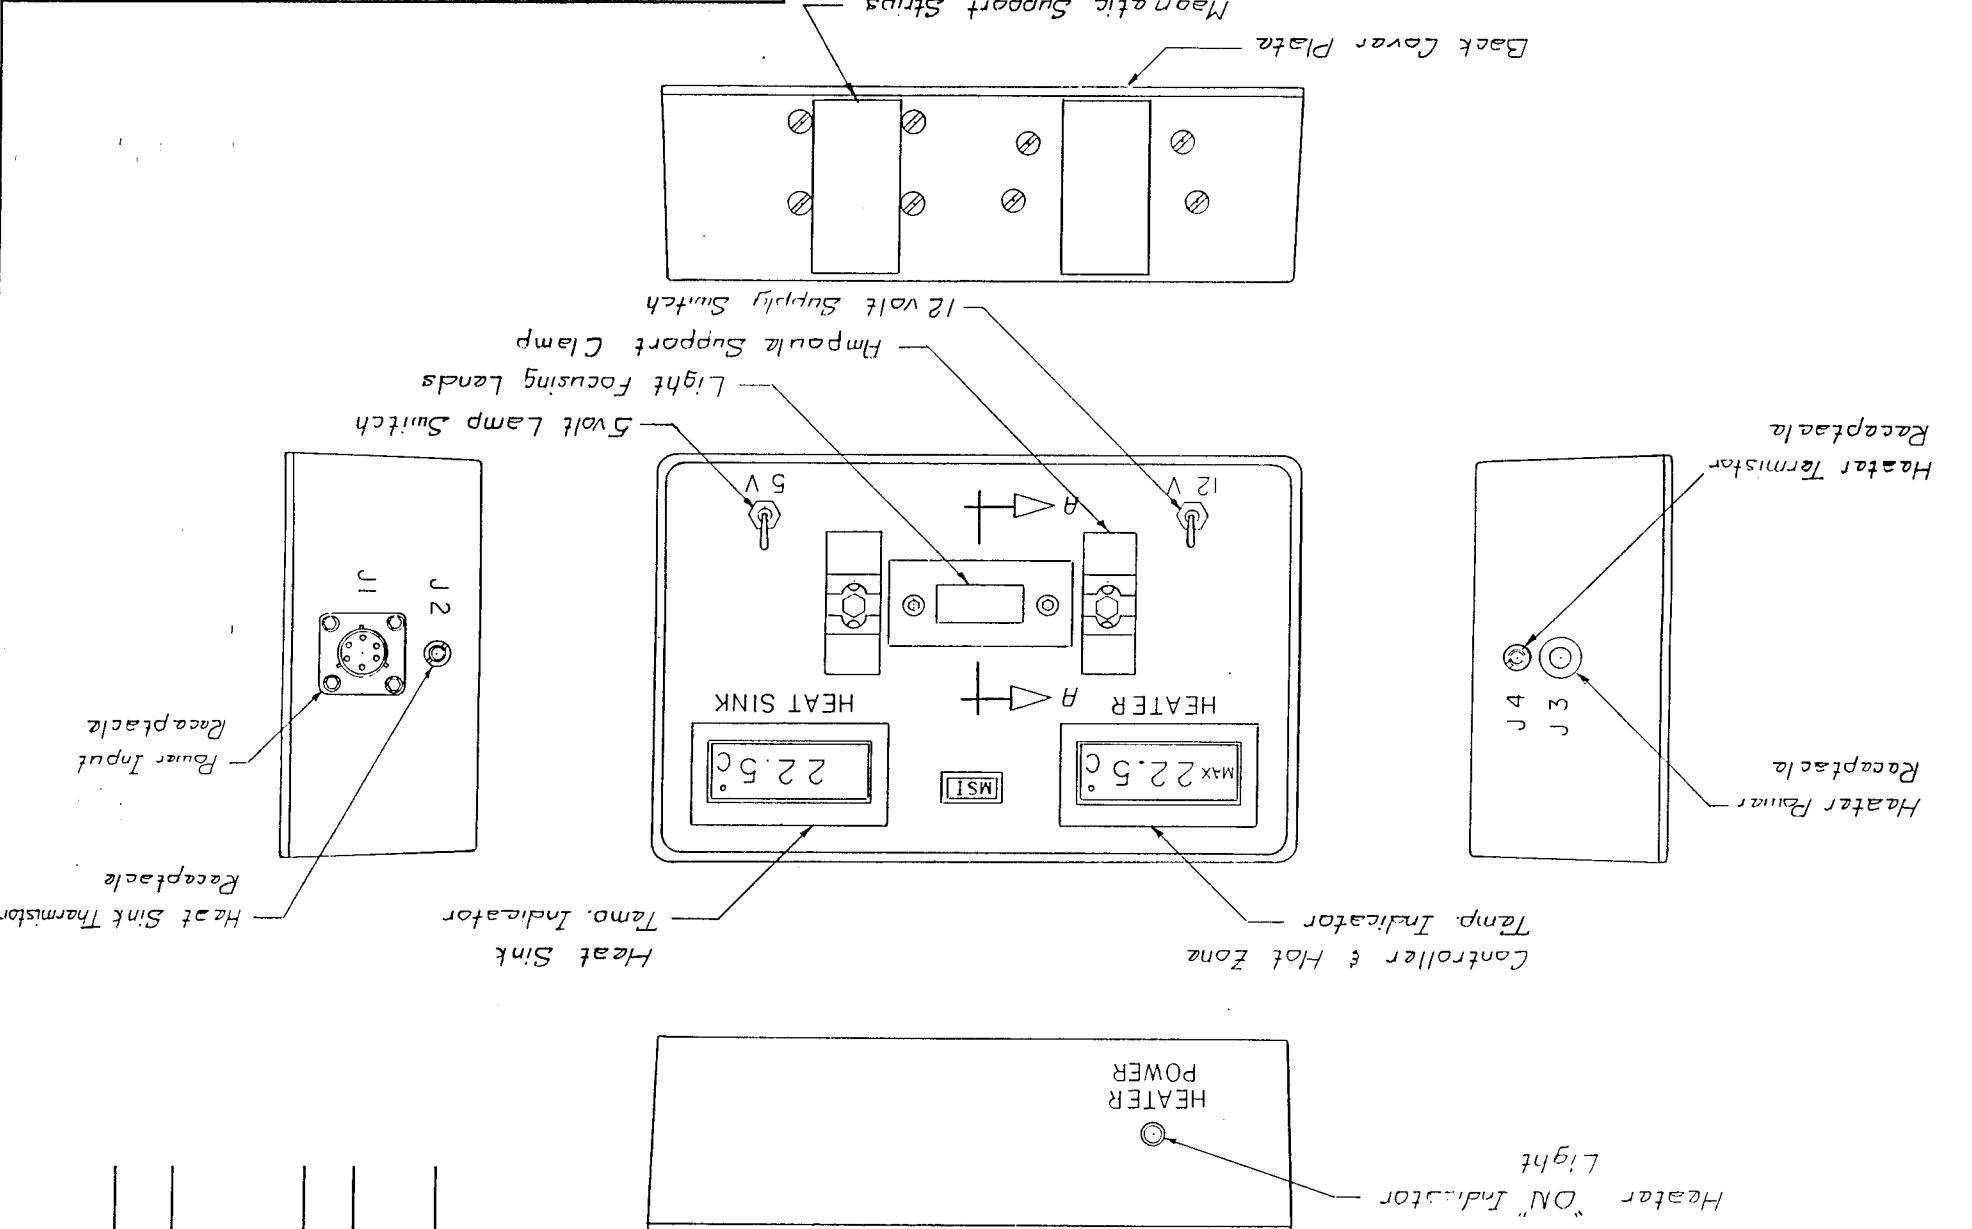 Heater "ON" Indicator
Light
HEATER
POWER
Controller & Hot Zone
Temp. Indicator
Heat Sink
Temp. Indicator
Heat Sink Thermistor
Receptacle
Heater Power
Receptacle
J3
J4
MAX 22.5°C
HEATER
MSI
22.5°C
HEAT SINK
Power Input
Receptacle
J2
J1
A
A
12 V
5 V
Heater Termistor
Receptacle
5 volt Lamp Switch
Light Focusing Lands
Ampoule Support Clamp
12 volt Supply Switch
Back Cover Plate
Magnetic Support Strips